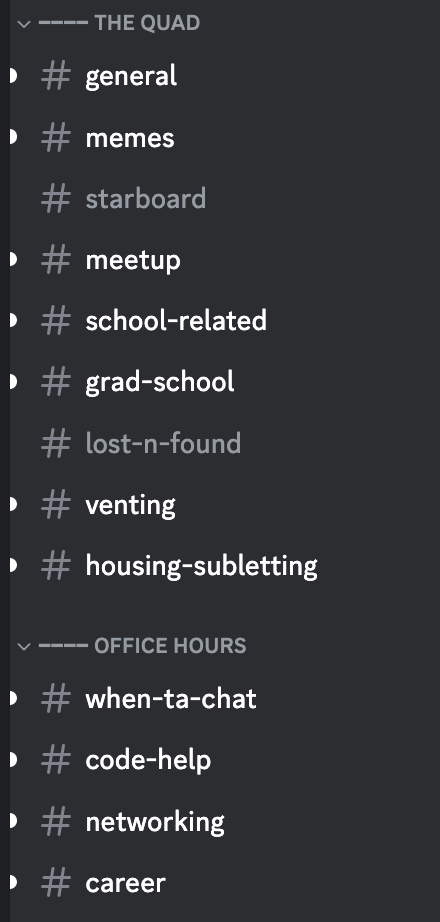 ---- THE QUAD
# general
# memes
# starboard
# meetup
# school-related
# grad-school
# lost-n-found
# venting
# housing-subletting
---- OFFICE HOURS
# when-ta-chat
# code-help
# networking
# career